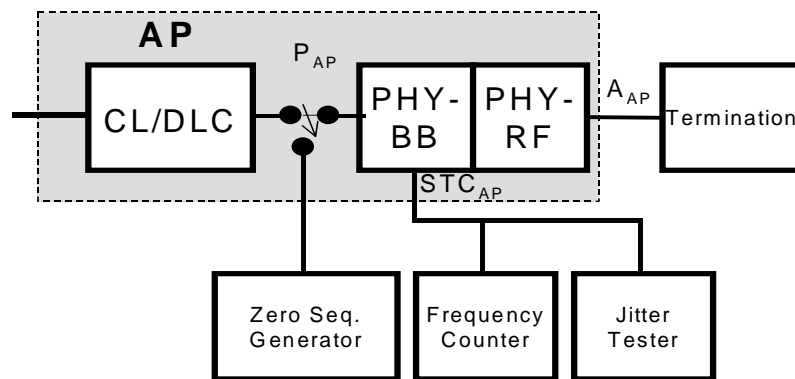 AP
P_AP
CL/DLC
PHY-
BB
PHY-
RF
A_AP
Termination
STC_AP
Zero Seq.
Generator
Frequency
Counter
Jitter
Tester